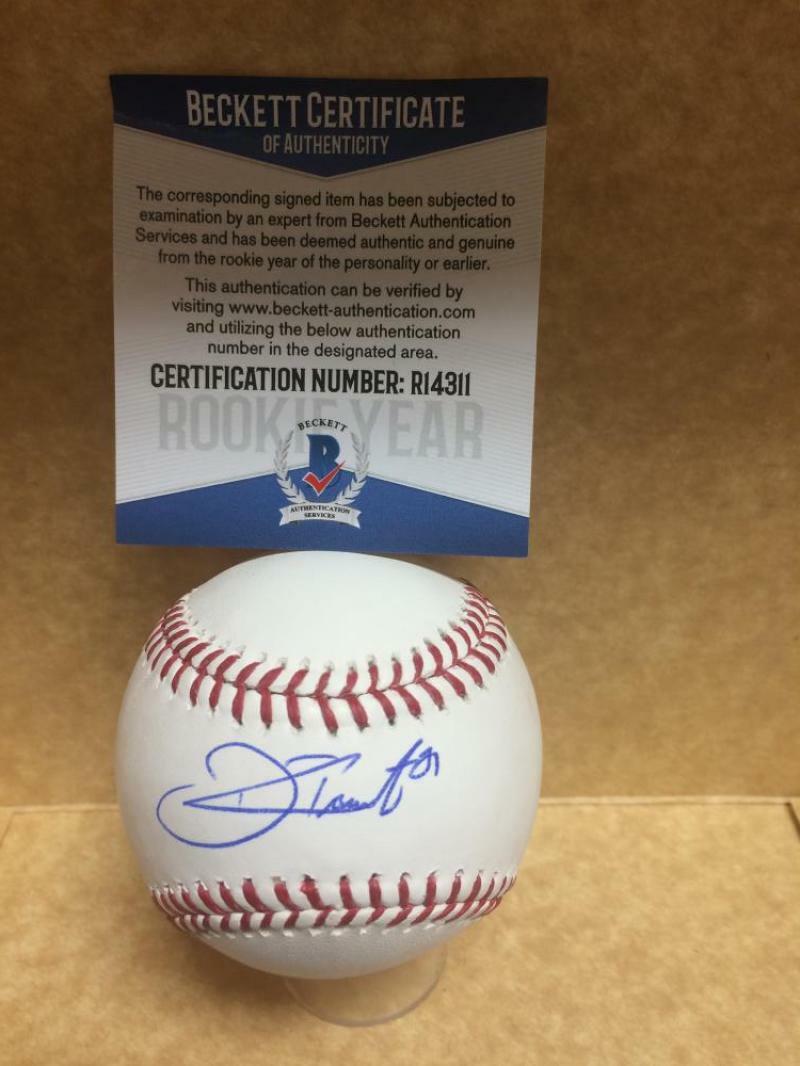 BECKETT CERTIFICATE
OF AUTHENTICITY
The corresponding signed item has been subjected to
examination by an expert from Beckett Authentication
Services and has been deemed authentic and genuine
from the rookie year of the personality or earlier.
This authentication can be verified by
visiting www.beckett-authentication.com
and utilizing the below authentication
number in the designated area.
CERTIFICATION NUMBER: R14311
ROOKIE YEAR
BECKETT
B
AUTHENTICATION
SERVICES